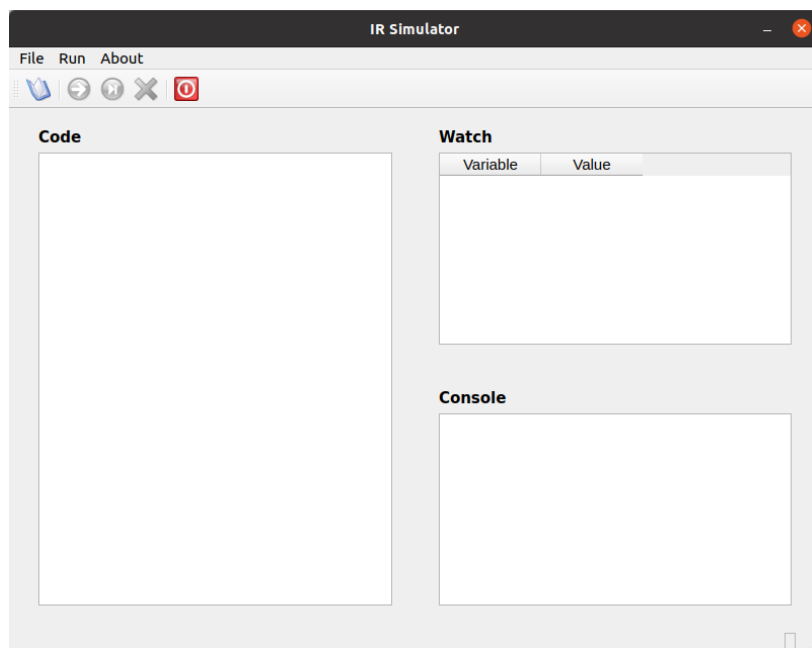 IR Simulator
File Run About
Code
Watch
Variable Value
Console